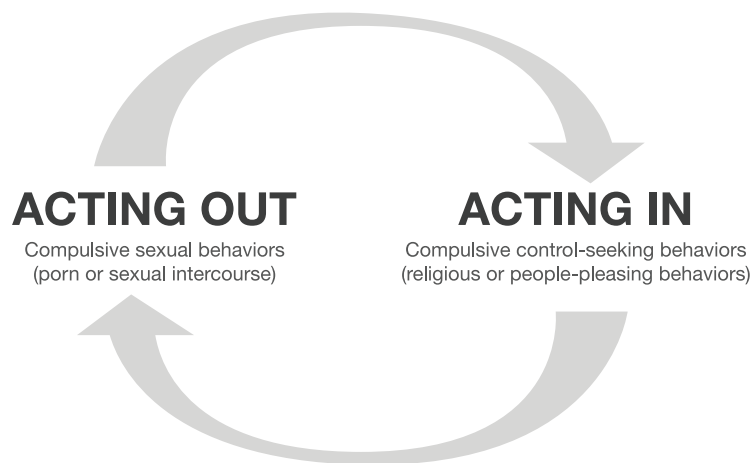 ACTING OUT
Compulsive sexual behaviors
(porn or sexual intercourse)
ACTING IN
Compulsive control-seeking behaviors
(religious or people-pleasing behaviors)